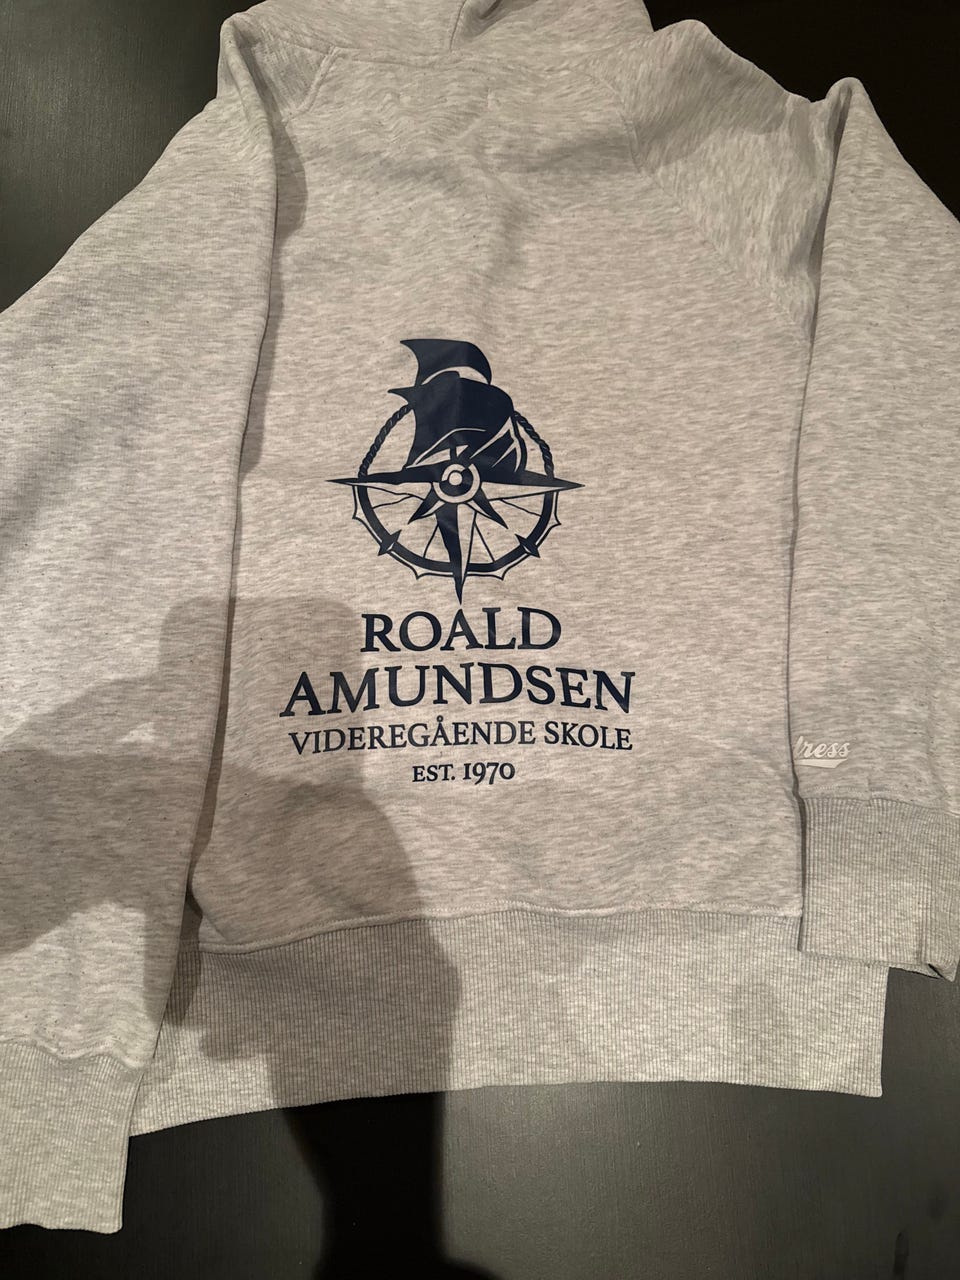 ROALD
AMUNDSEN
VIDEREGÅENDE SKOLE
EST. 1970